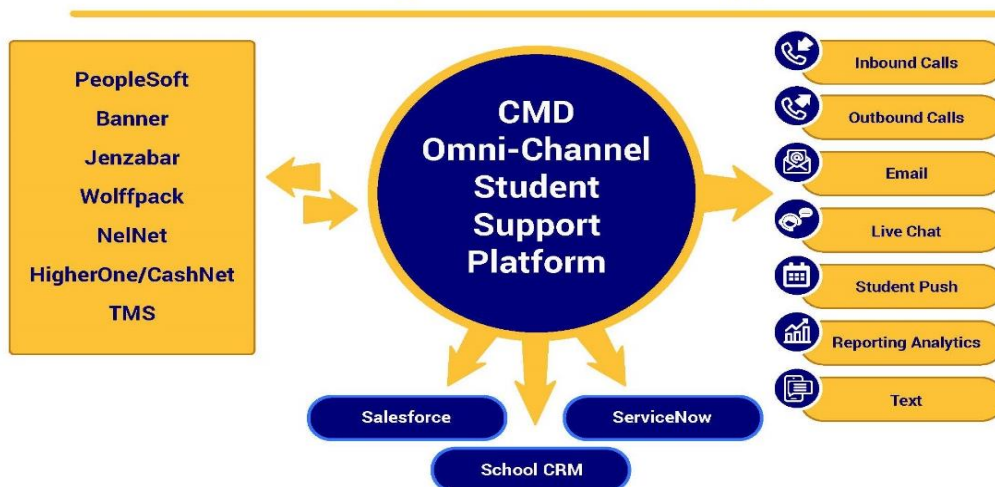 PeopleSoft
Banner
Jenzabar
Wolffpack
NelNet
HigherOne/CashNet
TMS
CMD
Omni-Channel
Student
Support
Platform
Inbound Calls
Outbound Calls
Email
Live Chat
Student Push
Reporting Analytics
Text
Salesforce
ServiceNow
School CRM